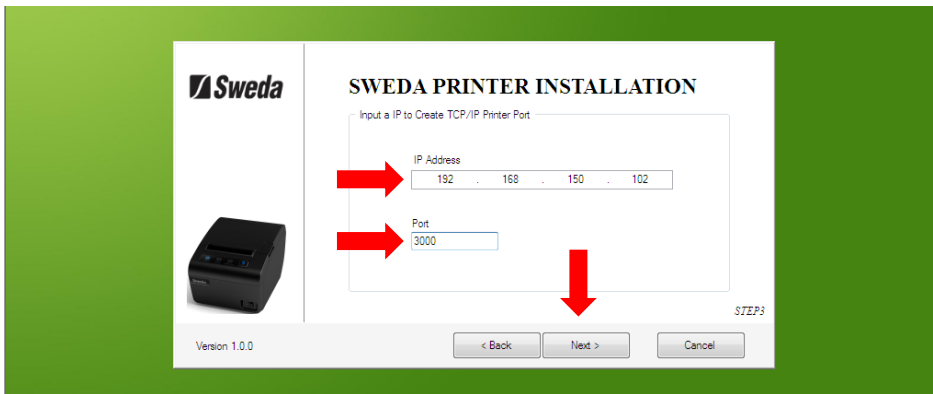 Sweda
SWEDA PRINTER INSTALLATION
Input a IP to Create TCP/IP Printer Port
IP Address
192 . 168 . 150 . 102
Port
3000
STEP3
Version 1.0.0
< Back
Next >
Cancel